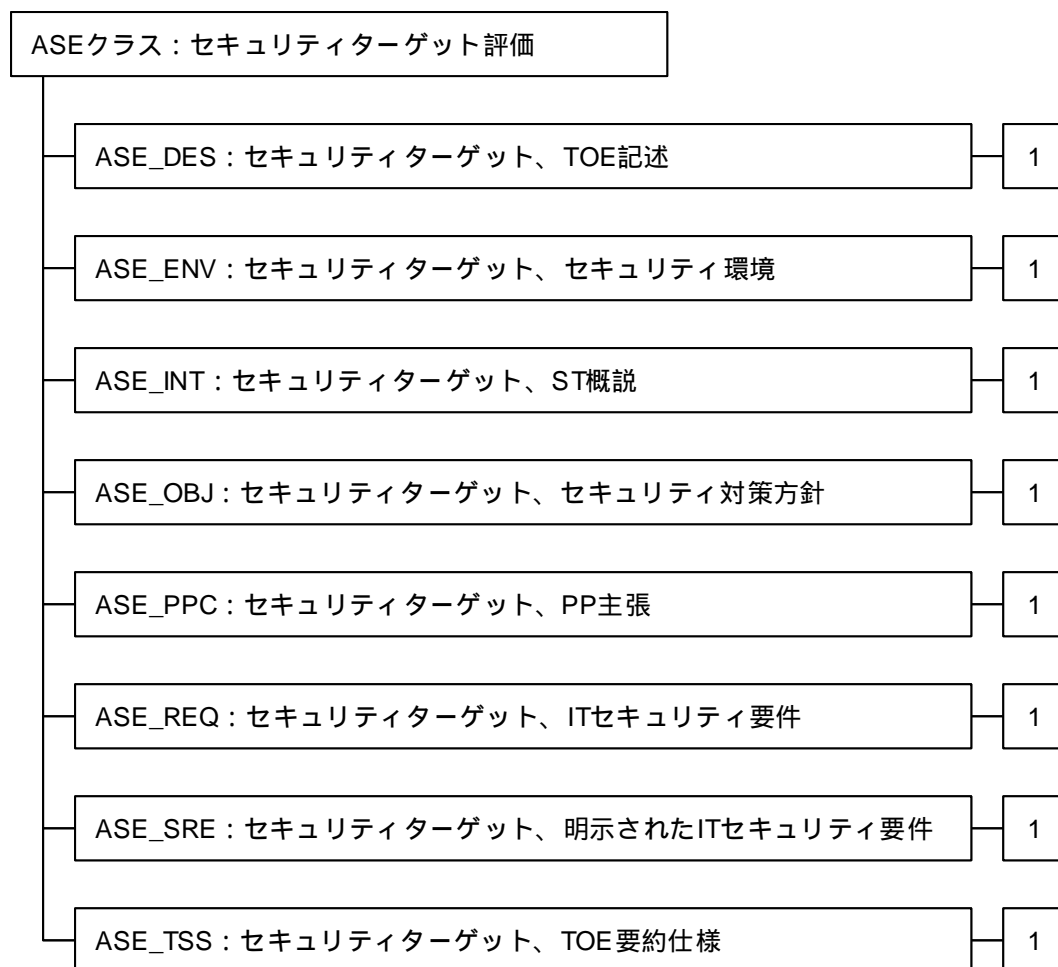 ASEクラス：セキュリティターゲット評価
ASE_DES：セキュリティターゲット、TOE記述 1
ASE_ENV：セキュリティターゲット、セキュリティ環境 1
ASE_INT：セキュリティターゲット、ST概説 1
ASE_OBJ：セキュリティターゲット、セキュリティ対策方針 1
ASE_PPC：セキュリティターゲット、PP主張 1
ASE_REQ：セキュリティターゲット、ITセキュリティ要件 1
ASE_SRE：セキュリティターゲット、明示されたITセキュリティ要件 1
ASE_TSS：セキュリティターゲット、TOE要約仕様 1